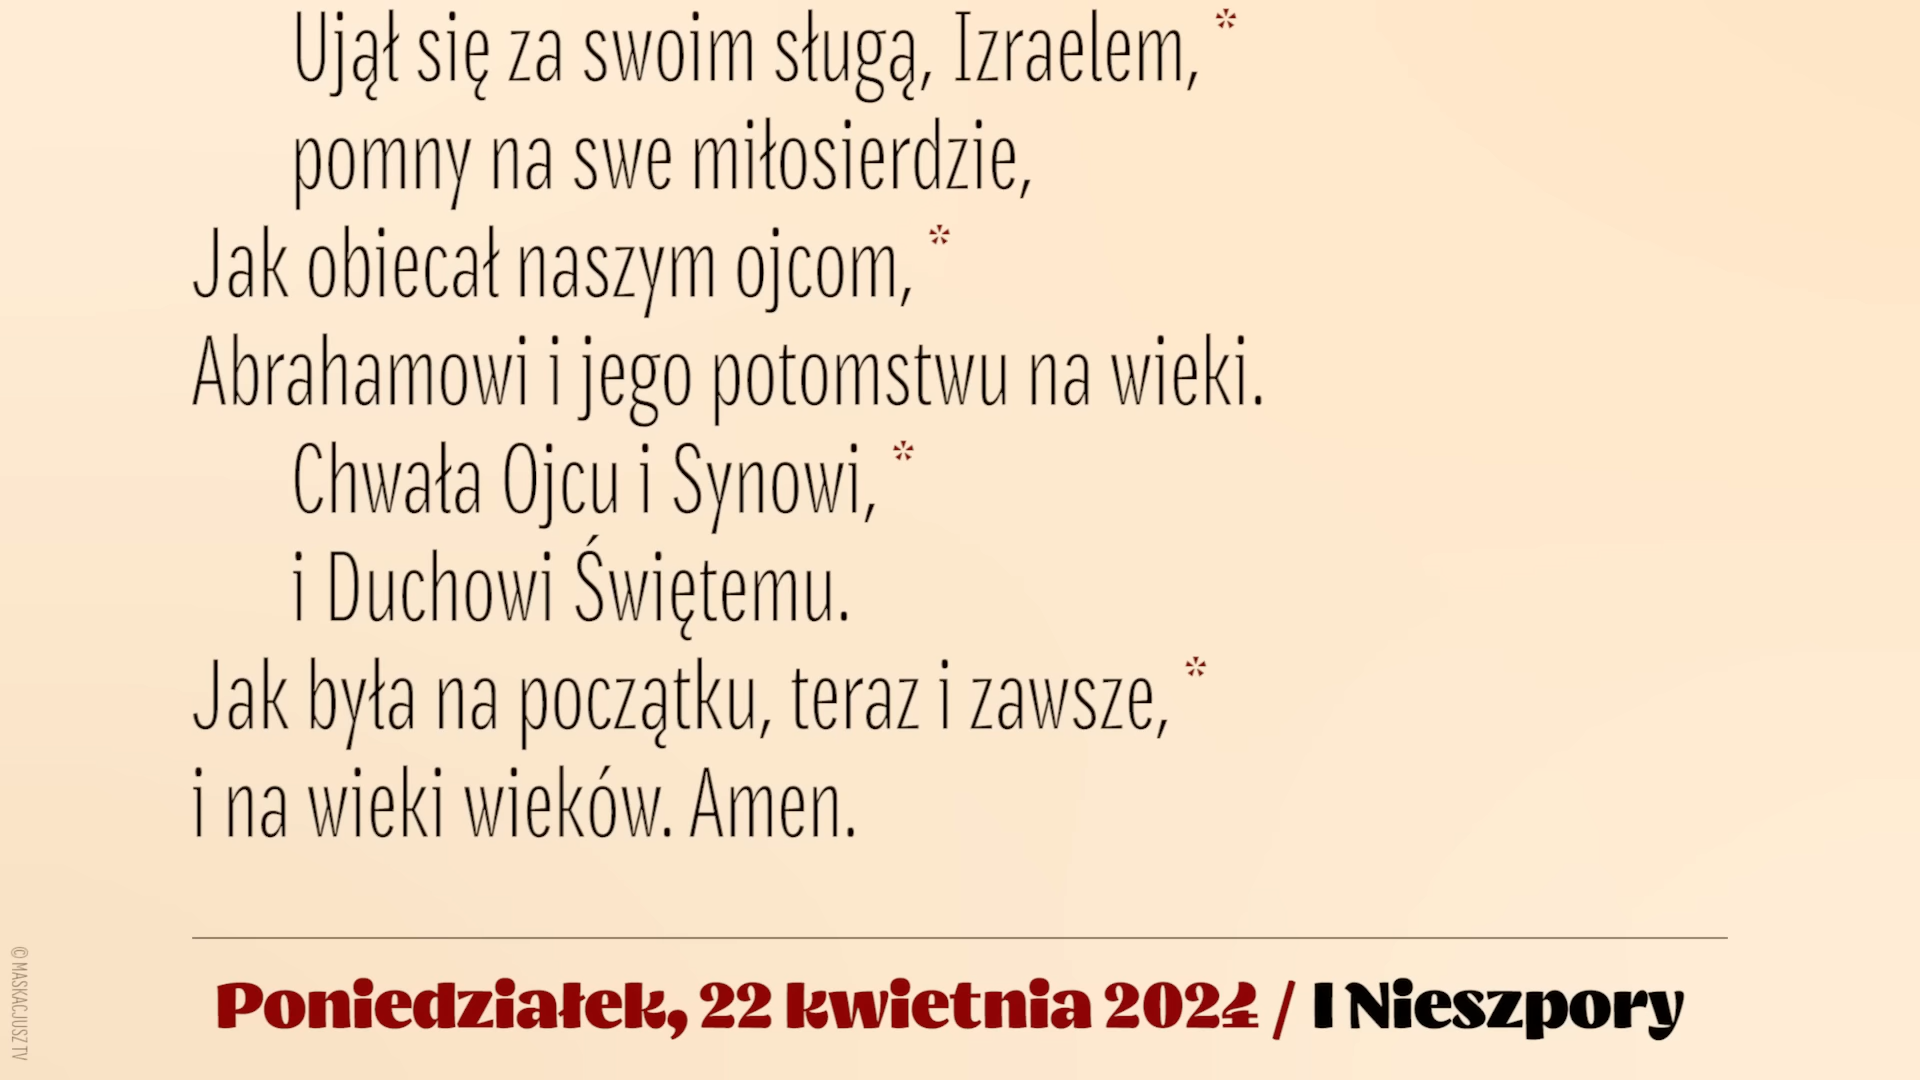 Ujął się za swoim sługą, Izraelem, *
pomny na swe miłosierdzie,
Jak obiecał naszym ojcom, *
Abrahamowi i jego potomstwu na wieki.
Chwała Ojcu i Synowi, *
i Duchowi Świętemu.
Jak była na początku, teraz i zawsze, *
i na wieki wieków. Amen.
Poniedziałek, 22 kwietnia 2024 / I Nieszpory
© MASKACJUSZ TV